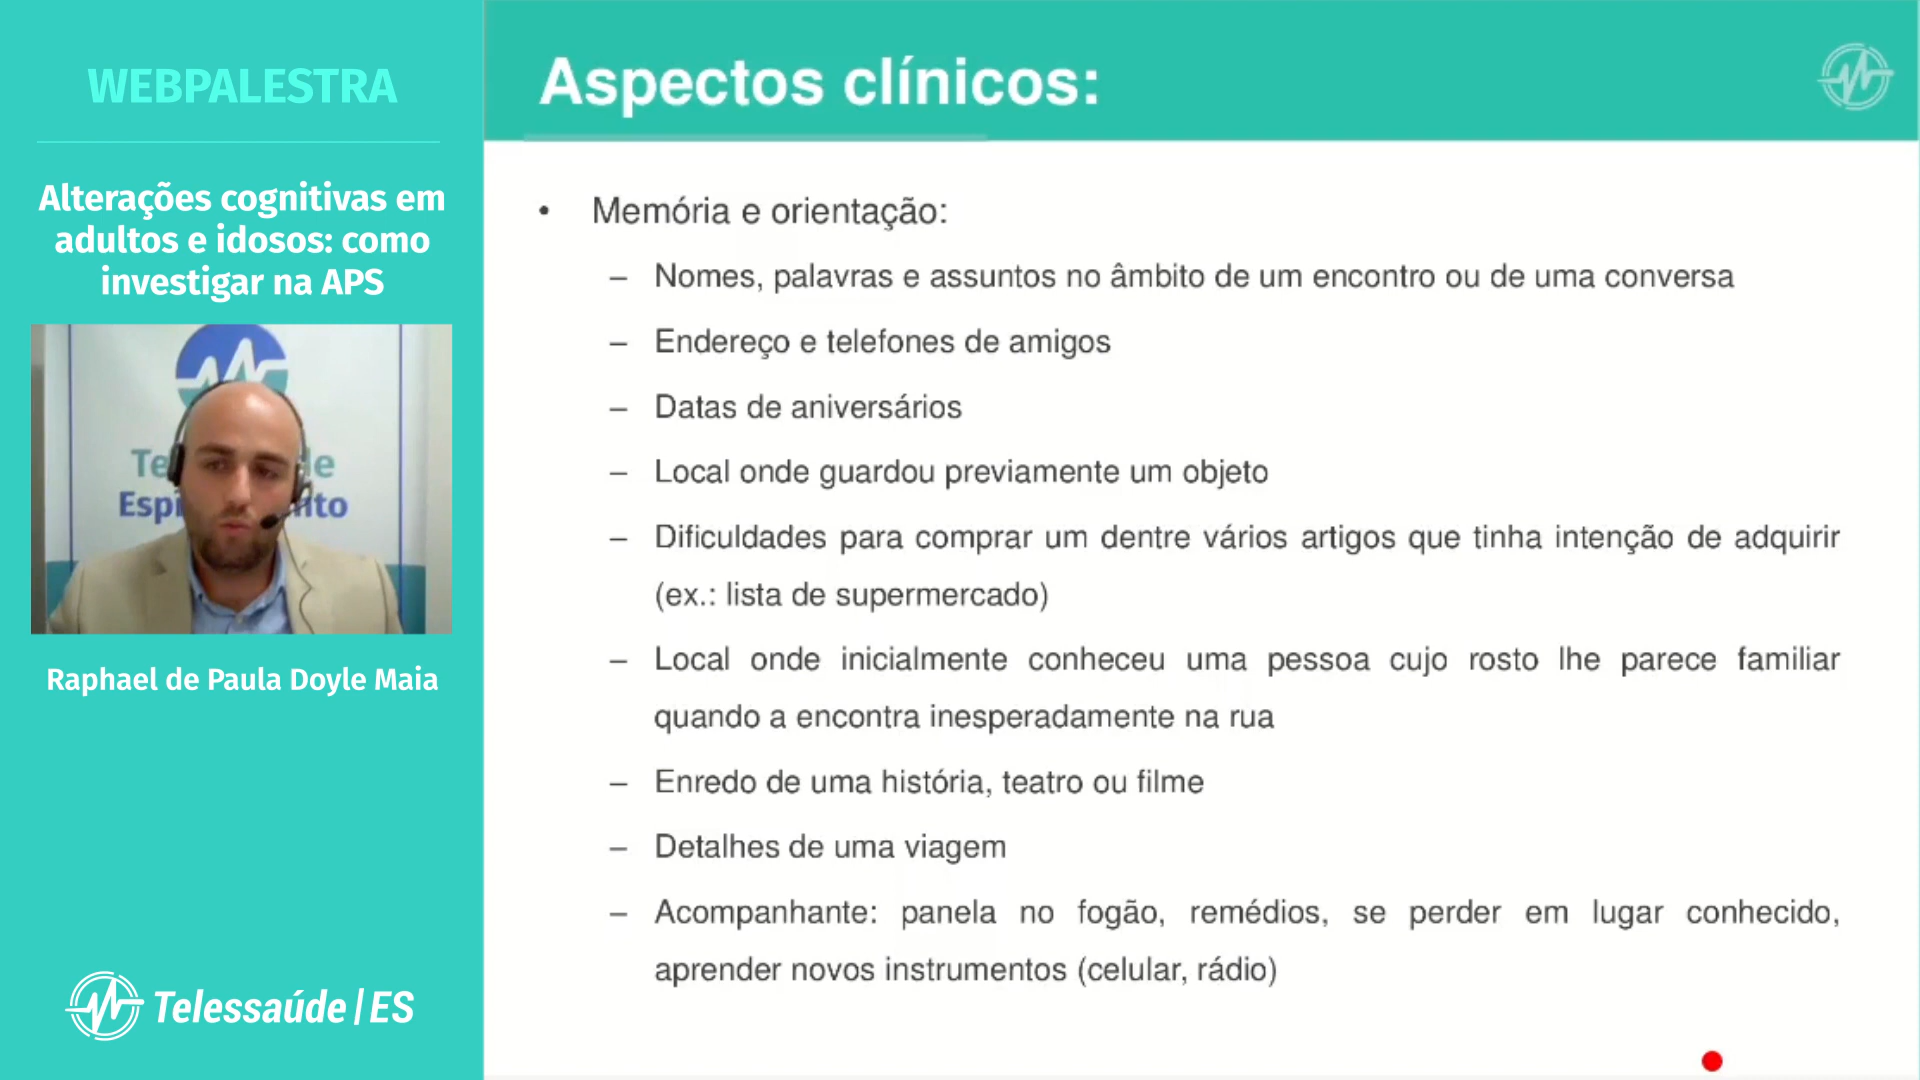 WEBPALESTRA
Alterações cognitivas em
adultos e idosos: como
investigar na APS
Raphael de Paula Doyle Maia
Telessaúde|ES
Aspectos clínicos:
• Memória e orientação:
– Nomes, palavras e assuntos no âmbito de um encontro ou de uma conversa
– Endereço e telefones de amigos
– Datas de aniversários
– Local onde guardou previamente um objeto
– Dificuldades para comprar um dentre vários artigos que tinha intenção de adquirir
(ex.: lista de supermercado)
– Local onde inicialmente conheceu uma pessoa cujo rosto lhe parece familiar
quando a encontra inesperadamente na rua
– Enredo de uma história, teatro ou filme
– Detalhes de uma viagem
– Acompanhante: panela no fogão, remédios, se perder em lugar conhecido,
aprender novos instrumentos (celular, rádio)